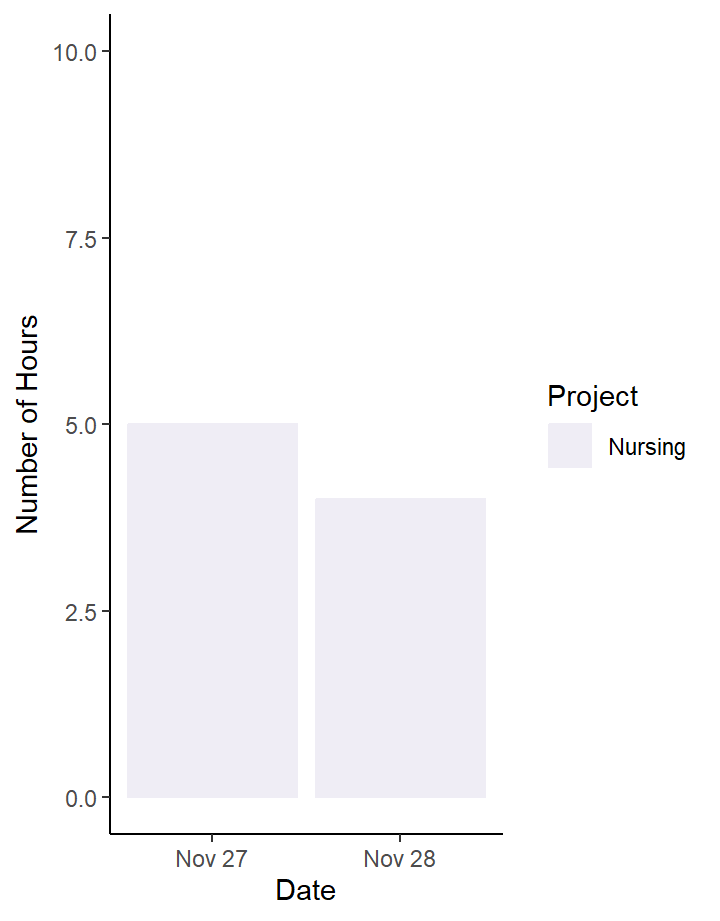 10.0
7.5
5.0
2.5
0.0
Number of Hours
Nov 27
Nov 28
Date
Project
Nursing